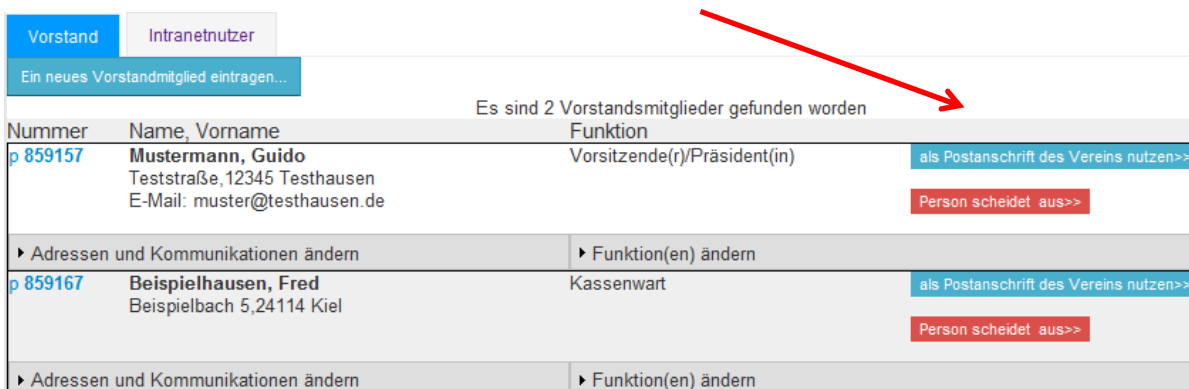 Vorstand Intranetnutzer
Ein neues Vorstandmitglied eintragen...
Es sind 2 Vorstandsmitglieder gefunden worden
Nummer Name, Vorname Funktion
p 859157 Mustermann, Guido Vorsitzende(r)/Präsident(in) als Postanschrift des Vereins nutzen>>
Teststraße,12345 Testhausen
E-Mail: muster@testhausen.de Person scheidet aus>>
Adressen und Kommunikationen ändern Funktion(en) ändern
p 859167 Beispielhausen, Fred Kassenwart als Postanschrift des Vereins nutzen>>
Beispielbach 5,24114 Kiel
Person scheidet aus>>
Adressen und Kommunikationen ändern Funktion(en) ändern